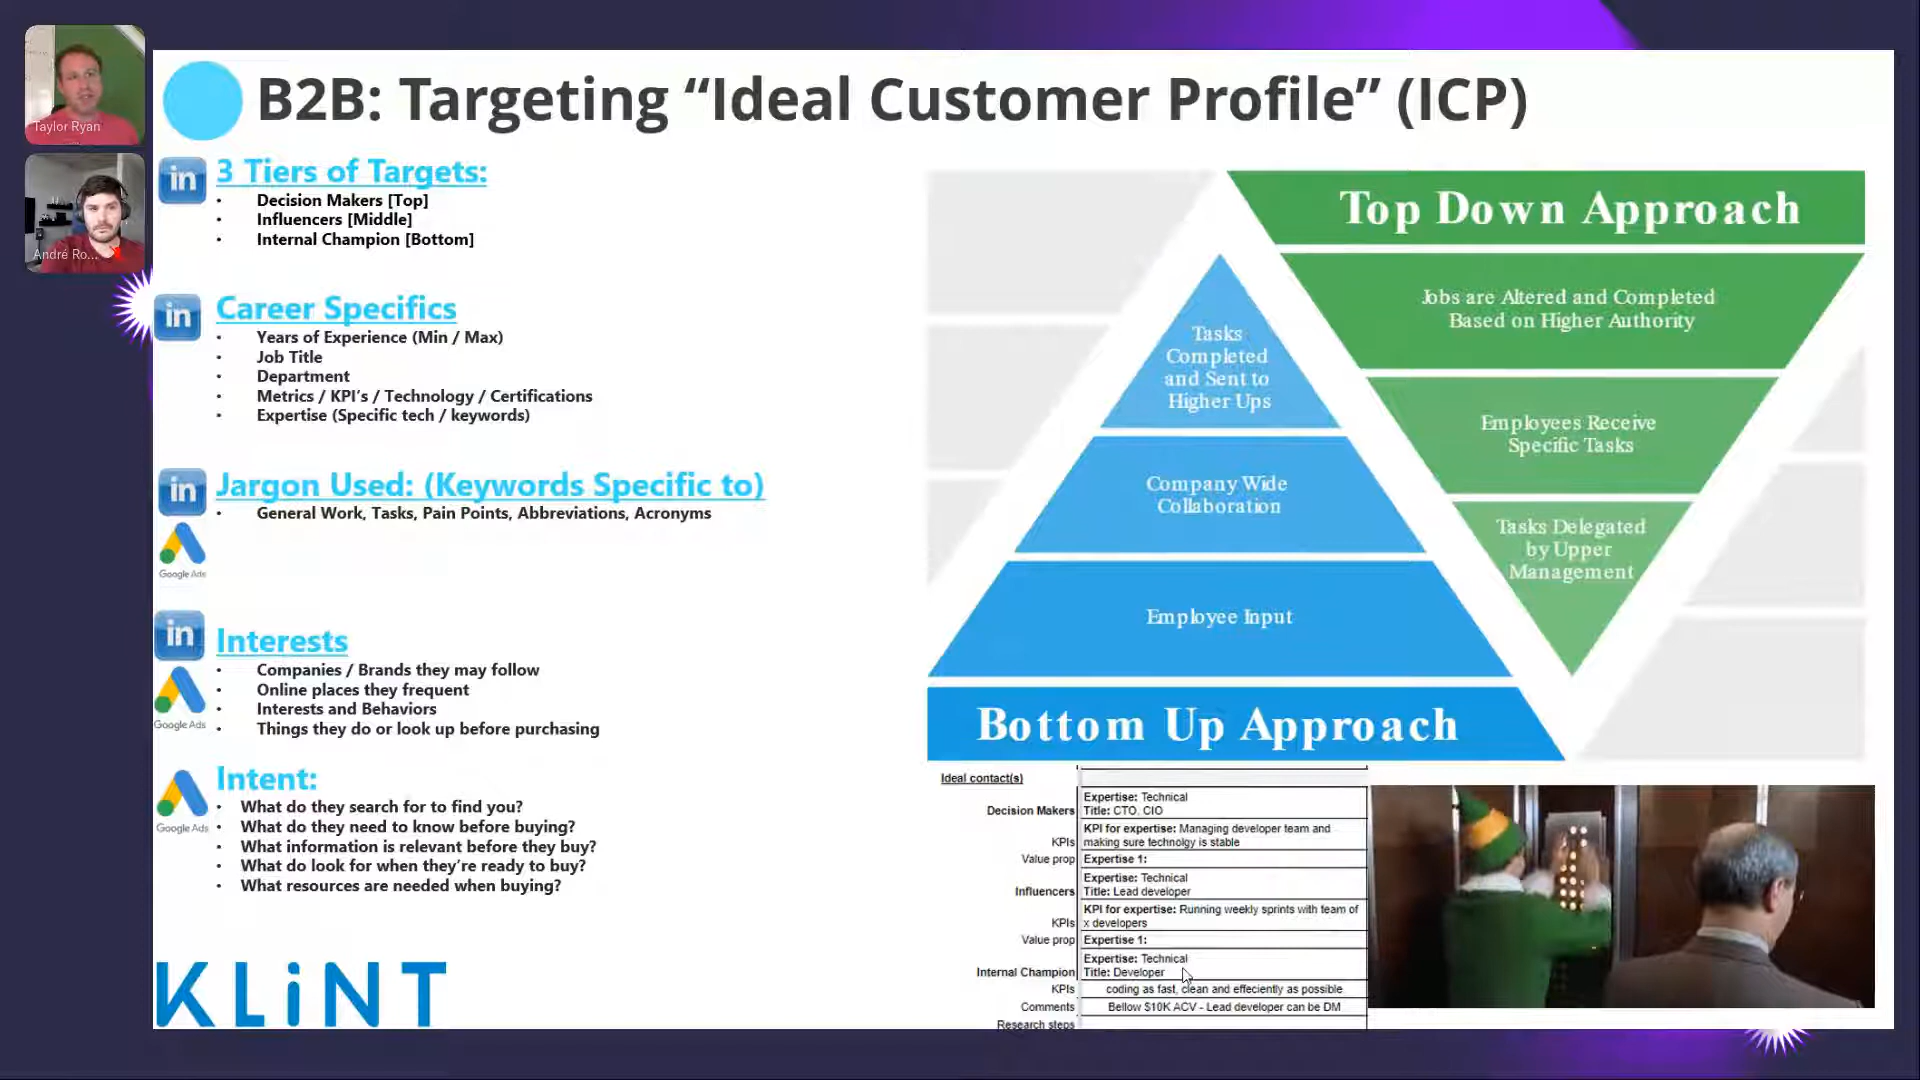 Taylor Ryan
André Ro...
B2B: Targeting “Ideal Customer Profile” (ICP)
in
3 Tiers of Targets:
• Decision Makers [Top]
• Influencers [Middle]
• Internal Champion [Bottom]
in
Career Specifics
• Years of Experience (Min / Max)
• Job Title
• Department
• Metrics / KPI’s / Technology / Certifications
• Expertise (Specific tech / keywords)
in
Jargon Used: (Keywords Specific to)
• General Work, Tasks, Pain Points, Abbreviations, Acronyms
Google Ads
in
Interests
• Companies / Brands they may follow
• Online places they frequent
• Interests and Behaviors
• Things they do or look up before purchasing
Google Ads
Intent:
• What do they search for to find you?
• What do they need to know before buying?
• What information is relevant before they buy?
• What do look for when they’re ready to buy?
• What resources are needed when buying?
Google Ads
KLiNT
Top Down Approach
Jobs are Altered and Completed
Based on Higher Authority
Employees Receive
Specific Tasks
Tasks Delegated
by Upper
Management
Tasks
Completed
and Sent to
Higher Ups
Company Wide
Collaboration
Employee Input
Bottom Up Approach
Ideal contact(s)
Decision Makers
Expertise: Technical
Title: CTO, CIO
KPIs
KPI for expertise: Managing developer team and
making sure technolgy is stable
Value prop
Expertise 1:
Influencers
Expertise: Technical
Title: Lead developer
KPIs
KPI for expertise: Running weekly sprints with team of
x developers
Value prop
Expertise 1:
Internal Champion
Expertise: Technical
Title: Developer
KPIs
coding as fast, clean and effeciently as possible
Comments
Bellow $10K ACV - Lead developer can be DM
Research steps